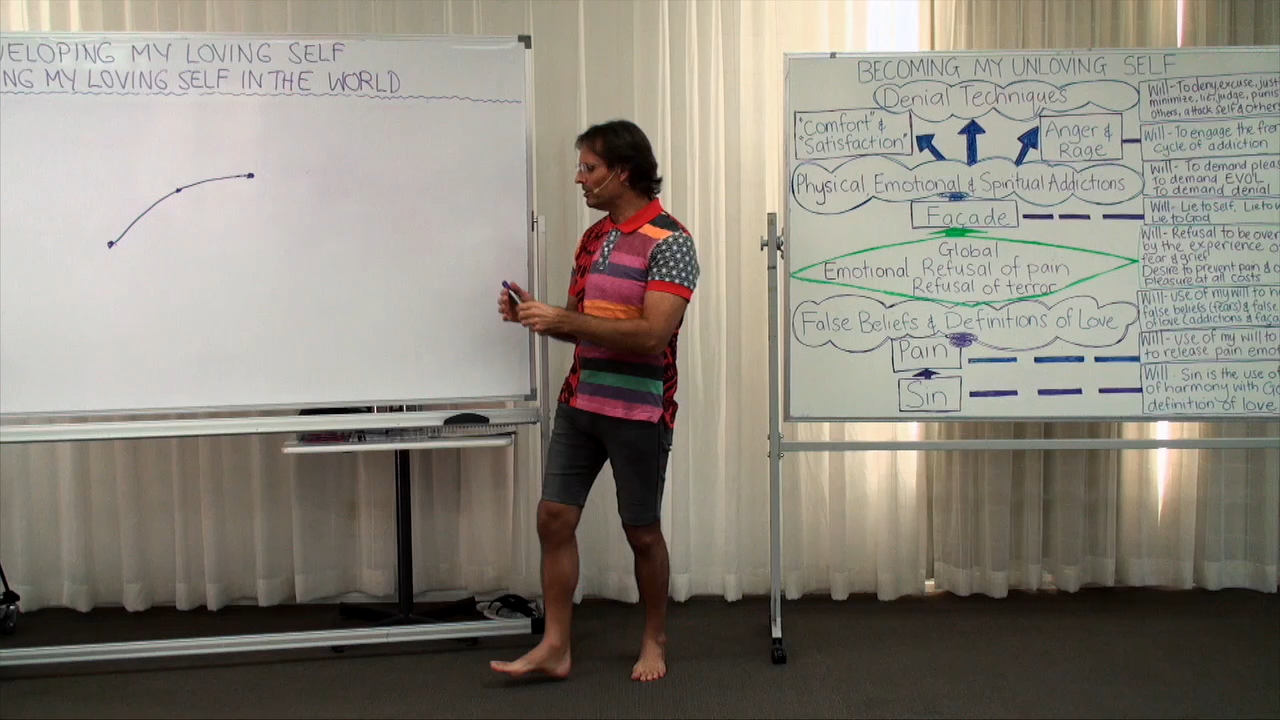 VELOPING MY LOVING SELF
NG MY LOVING SELF IN THE WORLD
BECOMING MY UNLOVING SELF
Denial Techniques
"Comfort" &
"Satisfaction"
Anger &
Rage
Physical, Emotional & Spiritual Addictions
Façade
Global
Emotional Refusal of pain
Refusal of terror
False Beliefs & Definitions of Love
Pain
Sin
Will - To deny, excuse, just
minimize, lie, judge, punis
others, attack self & others
Will - To engage the fren
cycle of addiction
Will - To demand pleas
To demand EVOL
To demand denial
Will - Lie to self, Lie to w
Lie to God
Will - Refusal to be over
by the experience o
fear & grief
Desire to prevent pain & c
pleasure at all costs
Will - use of my will to n
false beliefs (fears) & false
of love (addictions & faça
Will - use of my will to
to release pain emot
Will - Sin is the use of
of harmony with G
definition of love